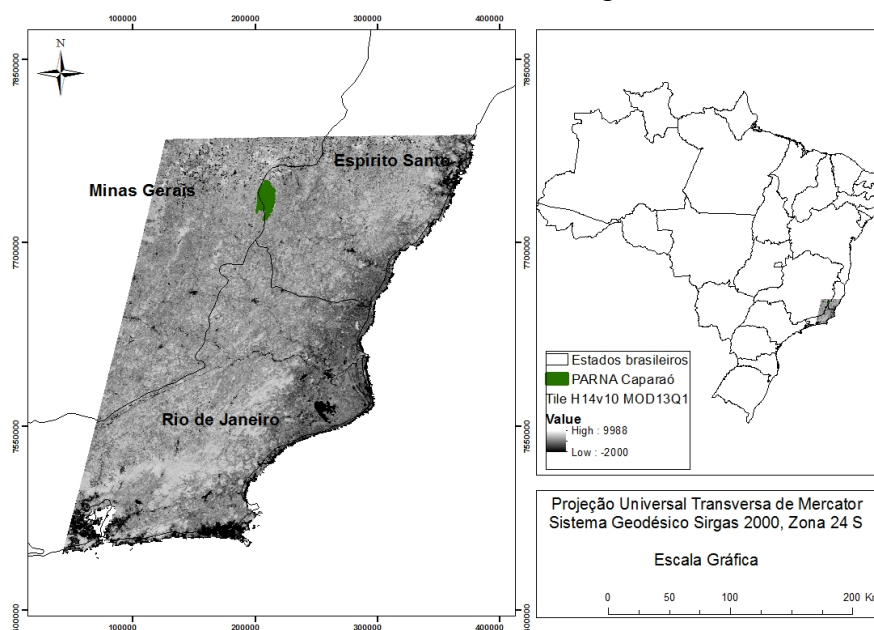 100000 200000 300000 400000
N
7850000 7850000
Espirito Santo
Minas Gerais
7700000 7700000
Rio de Janeiro
7550000 7550000
7400000 7400000
100000 200000 300000 400000
Estados brasileiros
PARNA Caparaó
Tile H14v10 MOD13Q1
Value
High : 9988
Low : -2000
Projeção Universal Transversa de Mercator
Sistema Geodésico Sirgas 2000, Zona 24 S
Escala Gráfica
0 50 100 200